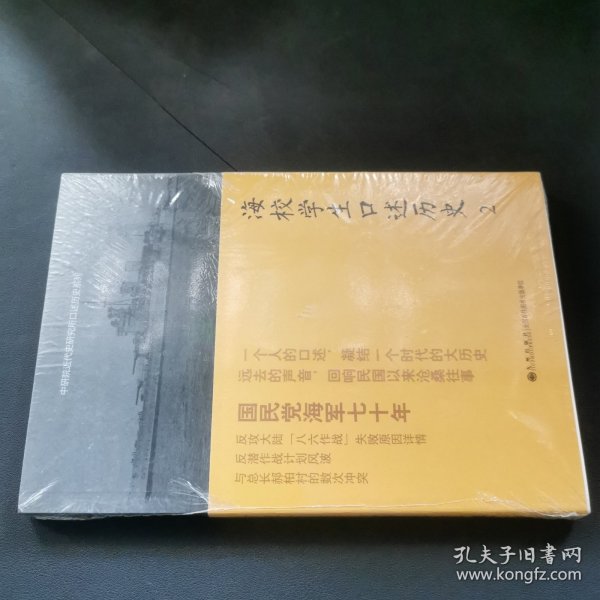 海校学生口述历史 2
中研院近代史研究所口述历史系列
一个人的口述，凝结一个时代的大历史
远去的声音，回响民国以来沧桑往事
国民党海军七十年
反攻大陆「八六作战」失败原因详情
反潜作战计划风波
与总长郝柏村的数次冲突
孔夫子旧书网
www.kongfz.com